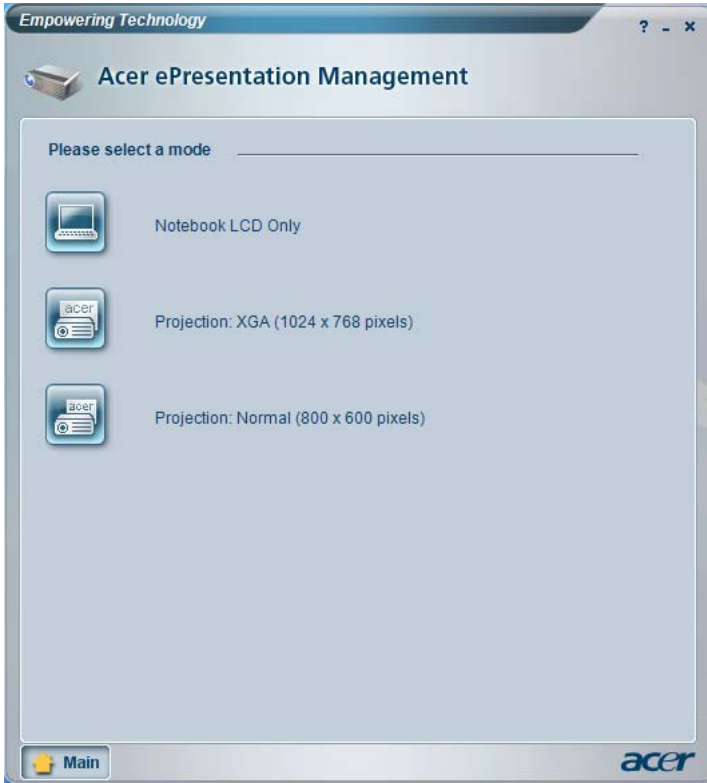 Empowering Technology
? - ×
Acer ePresentation Management
Please select a mode
Notebook LCD Only
acer
Projection: XGA (1024 x 768 pixels)
acer
Projection: Normal (800 x 600 pixels)
Main
acer